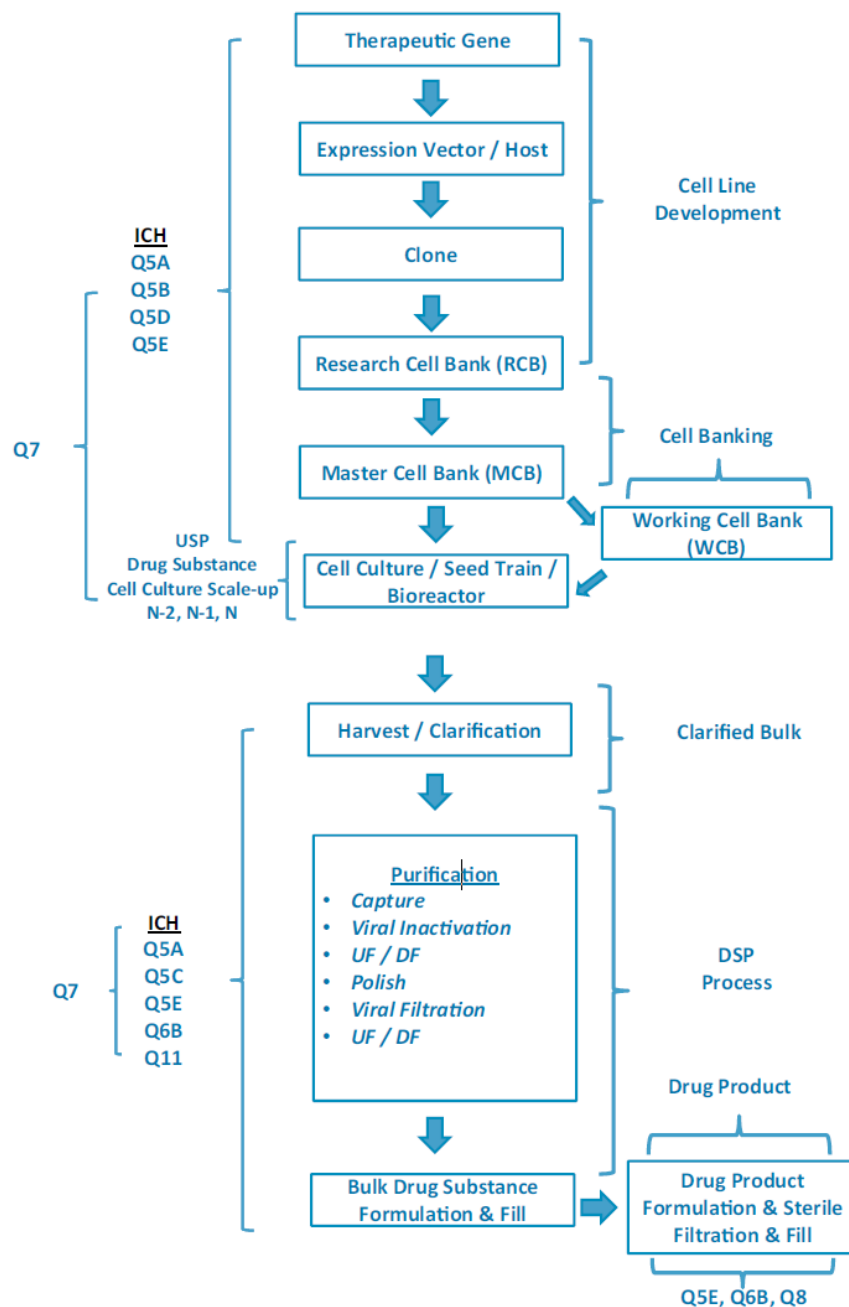 Therapeutic Gene
Expression Vector / Host
Cell Line
Development
Clone
ICH
Q5A
Q5B
Q5D
Q5E
Research Cell Bank (RCB)
Q7
Cell Banking
Master Cell Bank (MCB)
Working Cell Bank
(WCB)
USP
Drug Substance
Cell Culture Scale-up
N-2, N-1, N
Cell Culture / Seed Train /
Bioreactor
Harvest / Clarification
Clarified Bulk
Purification
• Capture
• Viral Inactivation
• UF / DF
• Polish
• Viral Filtration
• UF / DF
ICH
Q5A
Q5C
Q5E
Q6B
Q11
Q7
DSP
Process
Drug Product
Bulk Drug Substance
Formulation & Fill
Drug Product
Formulation & Sterile
Filtration & Fill
Q5E, Q6B, Q8